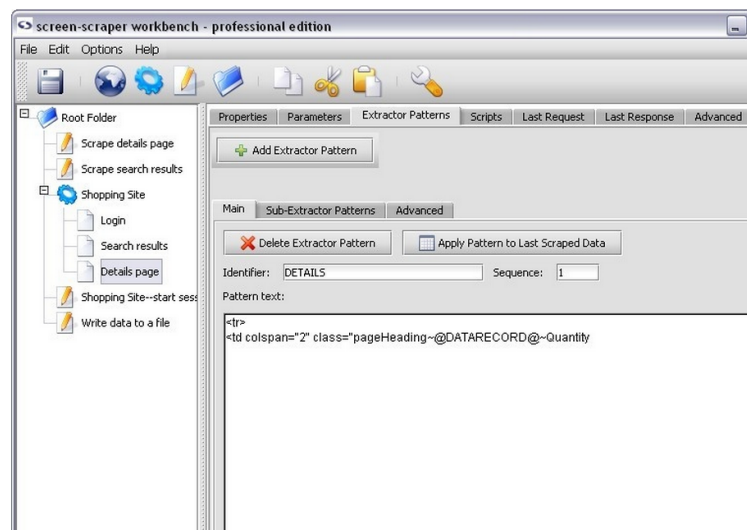 screen-scraper workbench - professional edition
File Edit Options Help
Root Folder
Scrape details page
Scrape search results
Shopping Site
Login
Search results
Details page
Shopping Site--start sess
Write data to a file
Properties Parameters Extractor Patterns Scripts Last Request Last Response Advanced
Add Extractor Pattern
Main Sub-Extractor Patterns Advanced
Delete Extractor Pattern Apply Pattern to Last Scraped Data
Identifier: DETAILS Sequence: 1
Pattern text:
<tr>
<td colspan="2" class="pageHeading~@DATARECORD@~Quantity